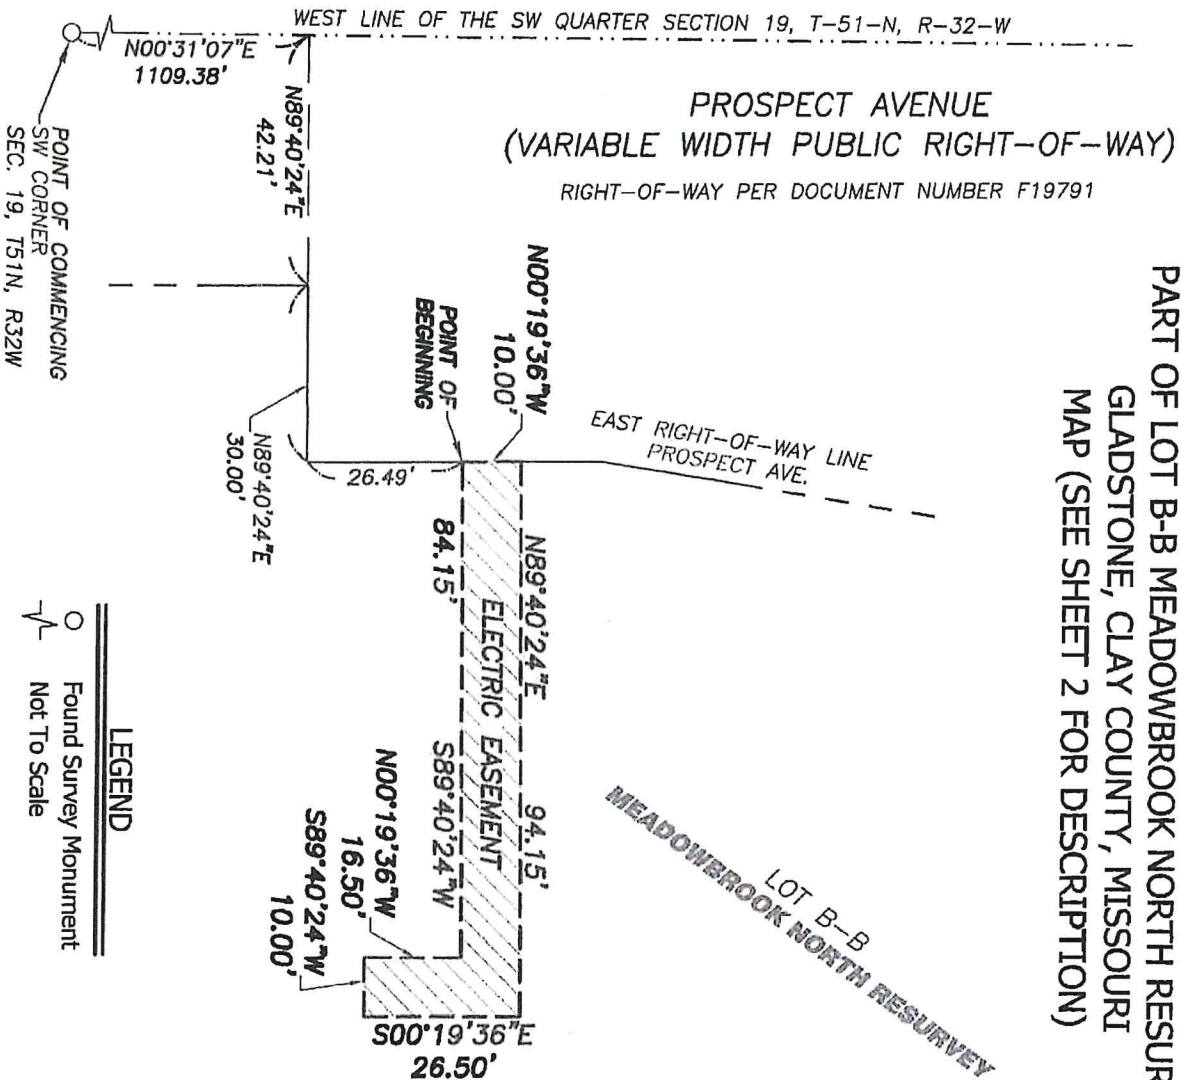 PART OF LOT B-B MEADOWBROOK NORTH RESUR
GLADSTONE, CLAY COUNTY, MISSOURI
MAP (SEE SHEET 2 FOR DESCRIPTION)
WEST LINE OF THE SW QUARTER SECTION 19, T-51-N, R-32-W
N00°31'07"E
1109.38'
PROSPECT AVENUE
(VARIABLE WIDTH PUBLIC RIGHT-OF-WAY)
RIGHT-OF-WAY PER DOCUMENT NUMBER F19791
N89°40'24"E
42.21'
POINT OF COMMENCING
SW CORNER
SEC. 19, T51N, R32W
N00°19'36"W
10.00'
POINT OF
BEGINNING
EAST RIGHT-OF-WAY LINE
PROSPECT AVE.
N89°40'24"E
30.00'
26.49'
N89°40'24"E
94.15'
ELECTRIC EASEMENT
84.15'
S89°40'24"W
N00°19'36"W
16.50'
S89°40'24"W
10.00'
S00°19'36"E
26.50'
LOT B-B
MEADOWBROOK NORTH RESURVEY
LEGEND
Found Survey Monument
Not To Scale